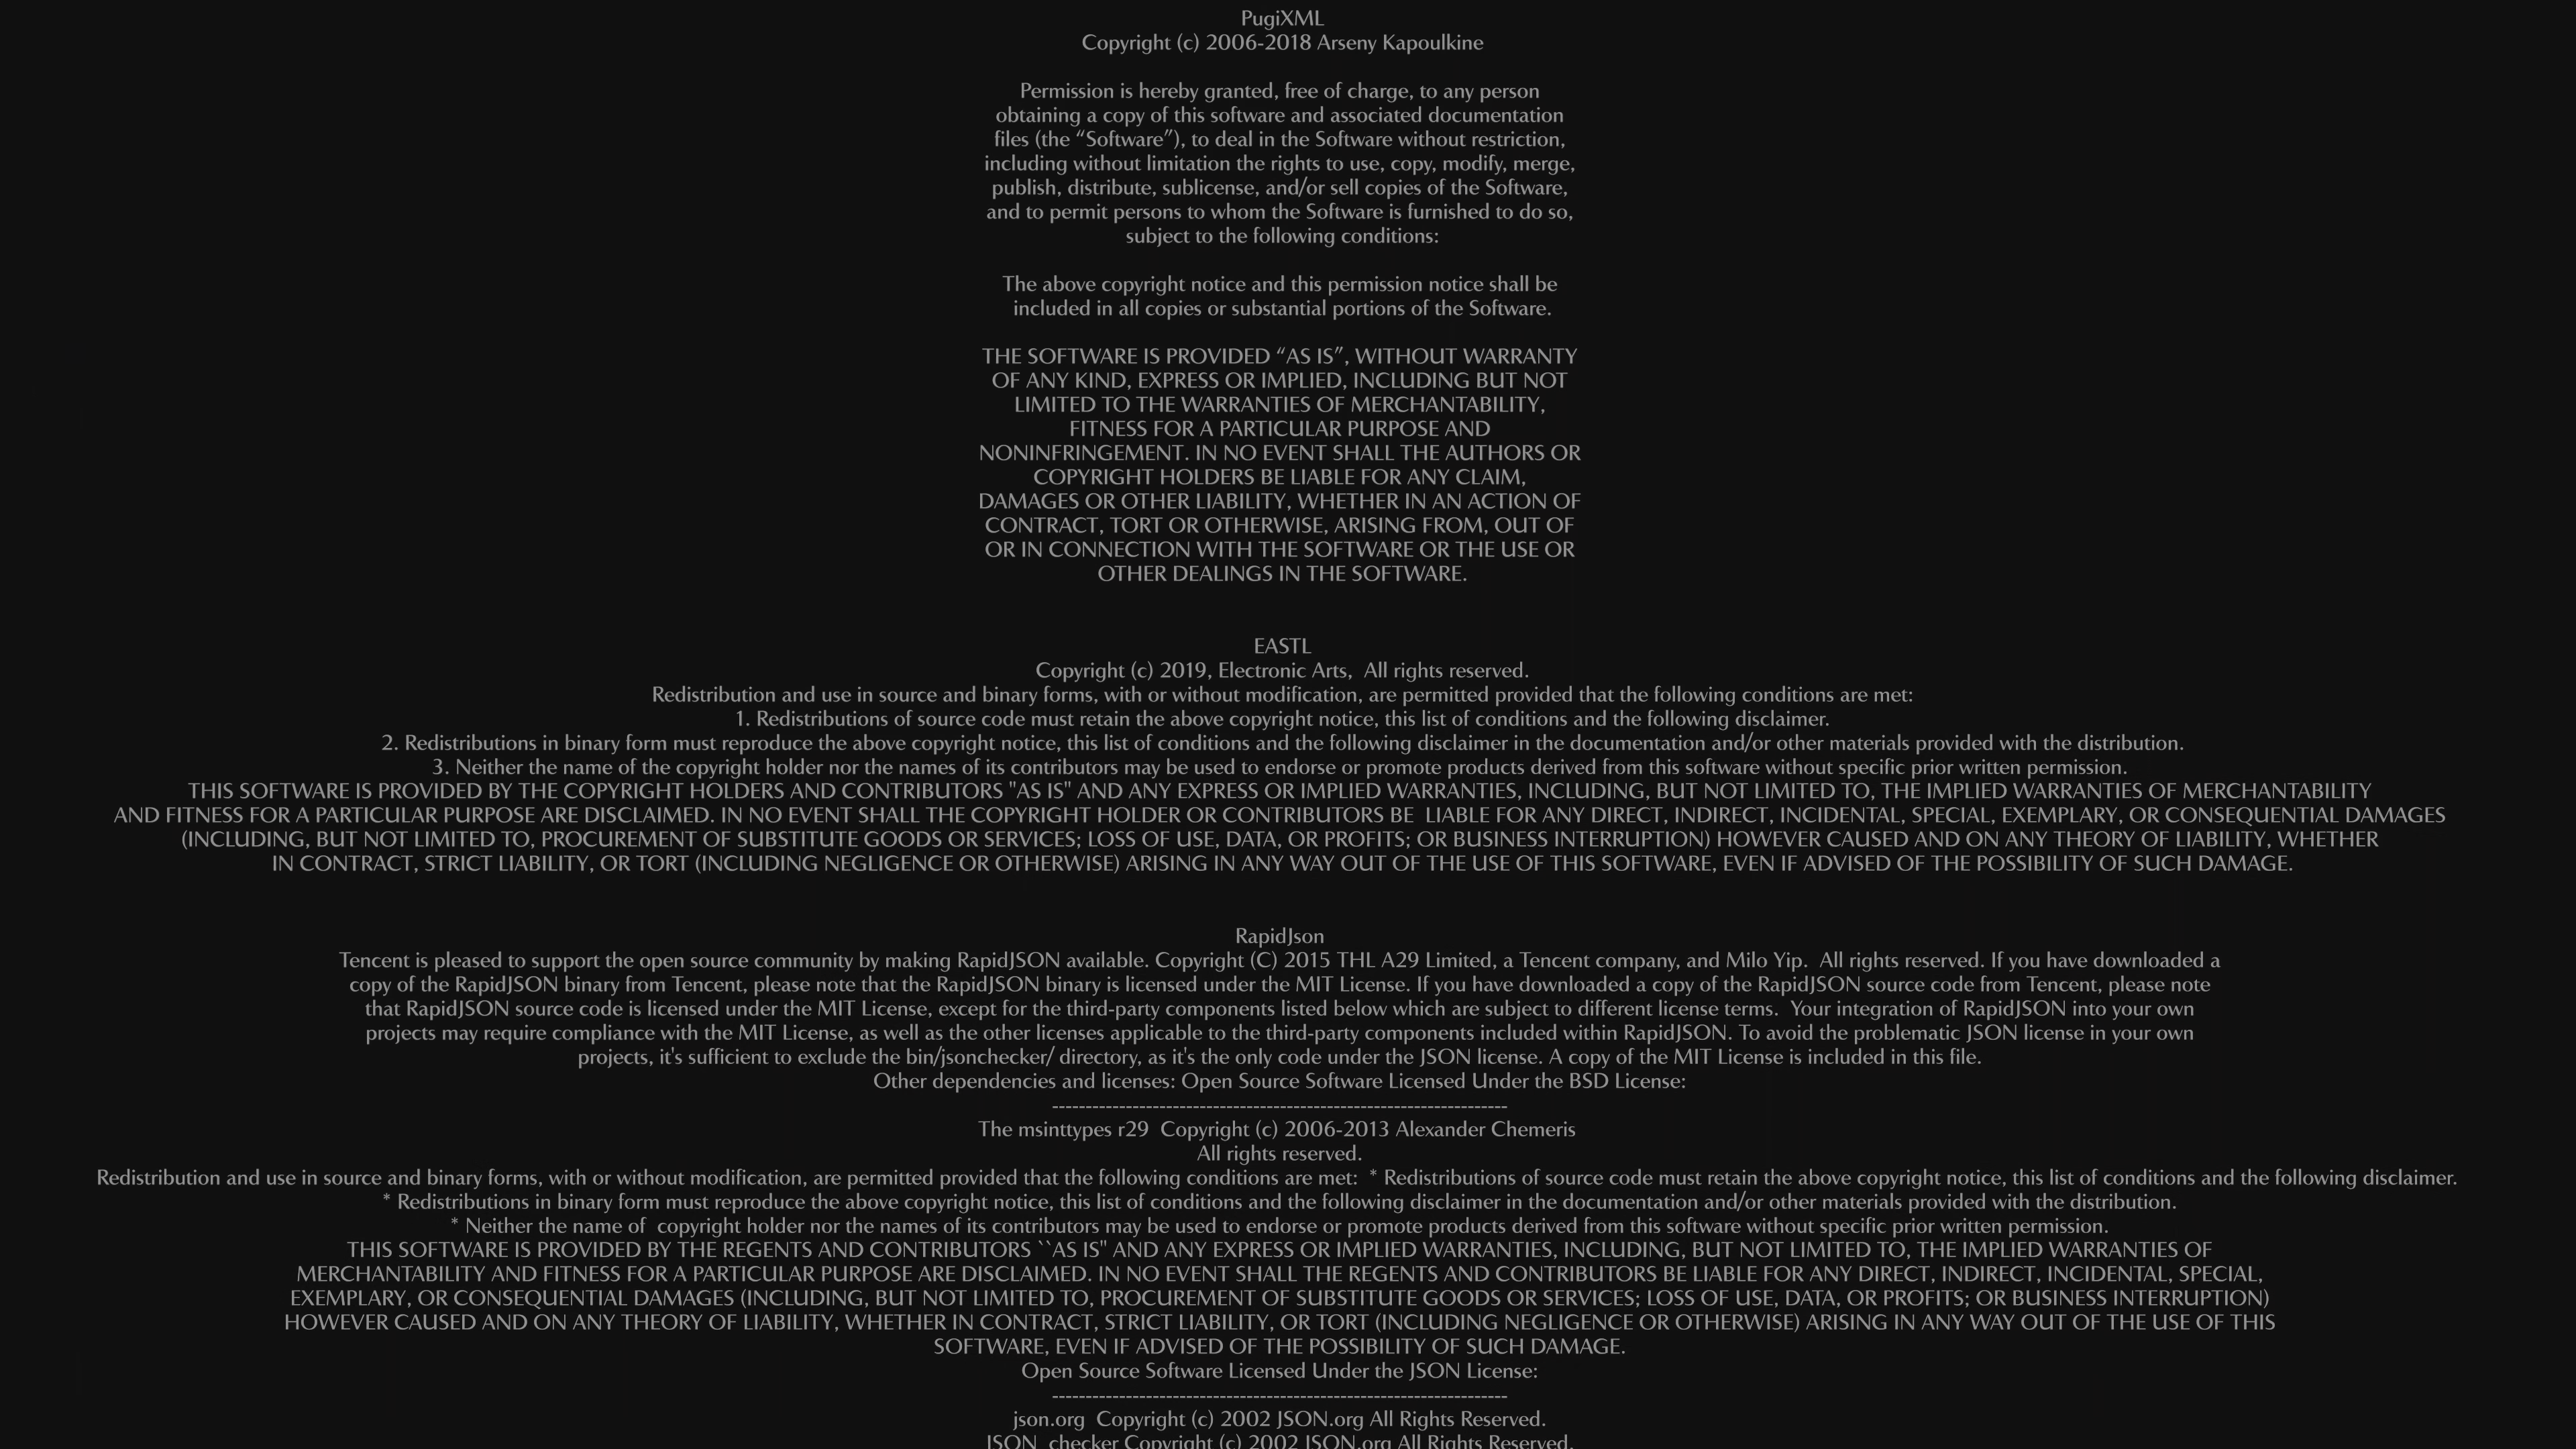 PugiXML
Copyright (c) 2006-2018 Arseny Kapoulkine
Permission is hereby granted, free of charge, to any person
obtaining a copy of this software and associated documentation
files (the “Software”), to deal in the Software without restriction,
including without limitation the rights to use, copy, modify, merge,
publish, distribute, sublicense, and/or sell copies of the Software,
and to permit persons to whom the Software is furnished to do so,
subject to the following conditions:
The above copyright notice and this permission notice shall be
included in all copies or substantial portions of the Software.
THE SOFTWARE IS PROVIDED “AS IS”, WITHOUT WARRANTY
OF ANY KIND, EXPRESS OR IMPLIED, INCLUDING BUT NOT
LIMITED TO THE WARRANTIES OF MERCHANTABILITY,
FITNESS FOR A PARTICULAR PURPOSE AND
NONINFRINGEMENT. IN NO EVENT SHALL THE AUTHORS OR
COPYRIGHT HOLDERS BE LIABLE FOR ANY CLAIM,
DAMAGES OR OTHER LIABILITY, WHETHER IN AN ACTION OF
CONTRACT, TORT OR OTHERWISE, ARISING FROM, OUT OF
OR IN CONNECTION WITH THE SOFTWARE OR THE USE OR
OTHER DEALINGS IN THE SOFTWARE.
EASTL
Copyright (c) 2019, Electronic Arts,  All rights reserved.
Redistribution and use in source and binary forms, with or without modification, are permitted provided that the following conditions are met:
1. Redistributions of source code must retain the above copyright notice, this list of conditions and the following disclaimer.
2. Redistributions in binary form must reproduce the above copyright notice, this list of conditions and the following disclaimer in the documentation and/or other materials provided with the distribution.
3. Neither the name of the copyright holder nor the names of its contributors may be used to endorse or promote products derived from this software without specific prior written permission.
THIS SOFTWARE IS PROVIDED BY THE COPYRIGHT HOLDERS AND CONTRIBUTORS "AS IS" AND ANY EXPRESS OR IMPLIED WARRANTIES, INCLUDING, BUT NOT LIMITED TO, THE IMPLIED WARRANTIES OF MERCHANTABILITY
AND FITNESS FOR A PARTICULAR PURPOSE ARE DISCLAIMED. IN NO EVENT SHALL THE COPYRIGHT HOLDER OR CONTRIBUTORS BE  LIABLE FOR ANY DIRECT, INDIRECT, INCIDENTAL, SPECIAL, EXEMPLARY, OR CONSEQUENTIAL DAMAGES
(INCLUDING, BUT NOT LIMITED TO, PROCUREMENT OF SUBSTITUTE GOODS OR SERVICES; LOSS OF USE, DATA, OR PROFITS; OR BUSINESS INTERRUPTION) HOWEVER CAUSED AND ON ANY THEORY OF LIABILITY, WHETHER
IN CONTRACT, STRICT LIABILITY, OR TORT (INCLUDING NEGLIGENCE OR OTHERWISE) ARISING IN ANY WAY OUT OF THE USE OF THIS SOFTWARE, EVEN IF ADVISED OF THE POSSIBILITY OF SUCH DAMAGE.
RapidJson
Tencent is pleased to support the open source community by making RapidJSON available. Copyright (C) 2015 THL A29 Limited, a Tencent company, and Milo Yip.  All rights reserved. If you have downloaded a
copy of the RapidJSON binary from Tencent, please note that the RapidJSON binary is licensed under the MIT License. If you have downloaded a copy of the RapidJSON source code from Tencent, please note
that RapidJSON source code is licensed under the MIT License, except for the third-party components listed below which are subject to different license terms.  Your integration of RapidJSON into your own
projects may require compliance with the MIT License, as well as the other licenses applicable to the third-party components included within RapidJSON. To avoid the problematic JSON license in your own
projects, it's sufficient to exclude the bin/jsonchecker/ directory, as it's the only code under the JSON license. A copy of the MIT License is included in this file.
Other dependencies and licenses: Open Source Software Licensed Under the BSD License:
--------------------------------------------------------------------
The msinttypes r29  Copyright (c) 2006-2013 Alexander Chemeris
All rights reserved.
Redistribution and use in source and binary forms, with or without modification, are permitted provided that the following conditions are met:  * Redistributions of source code must retain the above copyright notice, this list of conditions and the following disclaimer.
* Redistributions in binary form must reproduce the above copyright notice, this list of conditions and the following disclaimer in the documentation and/or other materials provided with the distribution.
* Neither the name of  copyright holder nor the names of its contributors may be used to endorse or promote products derived from this software without specific prior written permission.
THIS SOFTWARE IS PROVIDED BY THE REGENTS AND CONTRIBUTORS ``AS IS'' AND ANY EXPRESS OR IMPLIED WARRANTIES, INCLUDING, BUT NOT LIMITED TO, THE IMPLIED WARRANTIES OF
MERCHANTABILITY AND FITNESS FOR A PARTICULAR PURPOSE ARE DISCLAIMED. IN NO EVENT SHALL THE REGENTS AND CONTRIBUTORS BE LIABLE FOR ANY DIRECT, INDIRECT, INCIDENTAL, SPECIAL,
EXEMPLARY, OR CONSEQUENTIAL DAMAGES (INCLUDING, BUT NOT LIMITED TO, PROCUREMENT OF SUBSTITUTE GOODS OR SERVICES; LOSS OF USE, DATA, OR PROFITS; OR BUSINESS INTERRUPTION)
HOWEVER CAUSED AND ON ANY THEORY OF LIABILITY, WHETHER IN CONTRACT, STRICT LIABILITY, OR TORT (INCLUDING NEGLIGENCE OR OTHERWISE) ARISING IN ANY WAY OUT OF THE USE OF THIS
SOFTWARE, EVEN IF ADVISED OF THE POSSIBILITY OF SUCH DAMAGE.
Open Source Software Licensed Under the JSON License:
--------------------------------------------------------------------
json.org  Copyright (c) 2002 JSON.org All Rights Reserved.
JSON_checker Copyright (c) 2002 JSON.org All Rights Reserved.